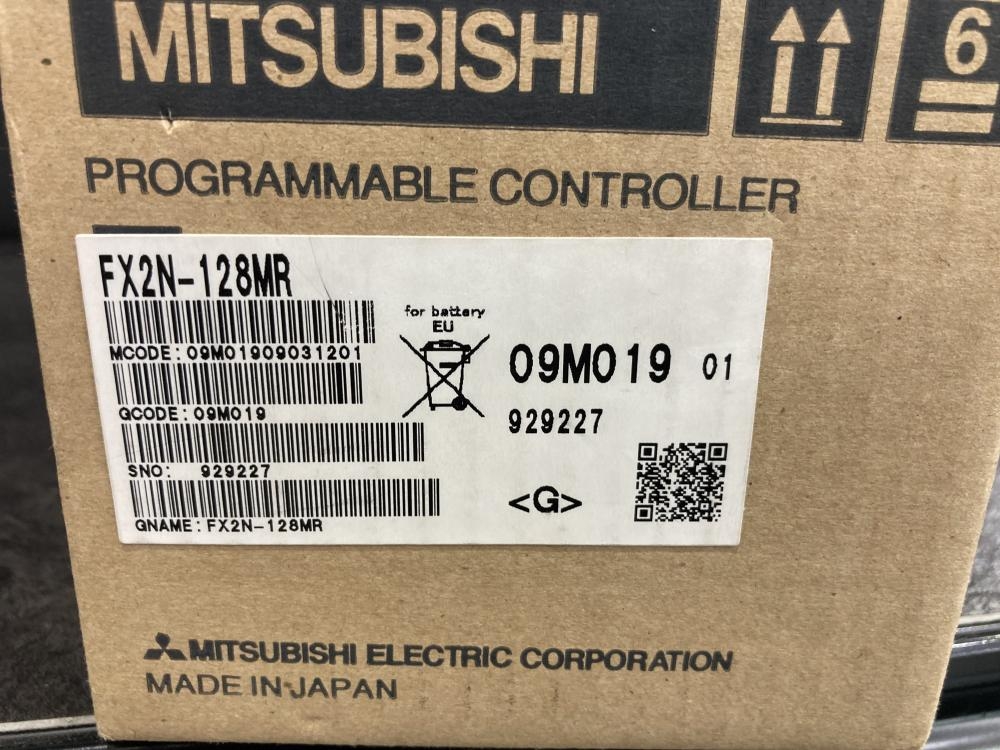 MITSUBISHI
6
PROGRAMMABLE CONTROLLER
FX2N-128MR
MCODE:09M01909031201
GCODE:09M019
SNO: 929227
GNAME:FX2N-128MR
for battery
EU
09M019 01
929227
<G>
MITSUBISHI ELECTRIC CORPORATION
MADE IN JAPAN